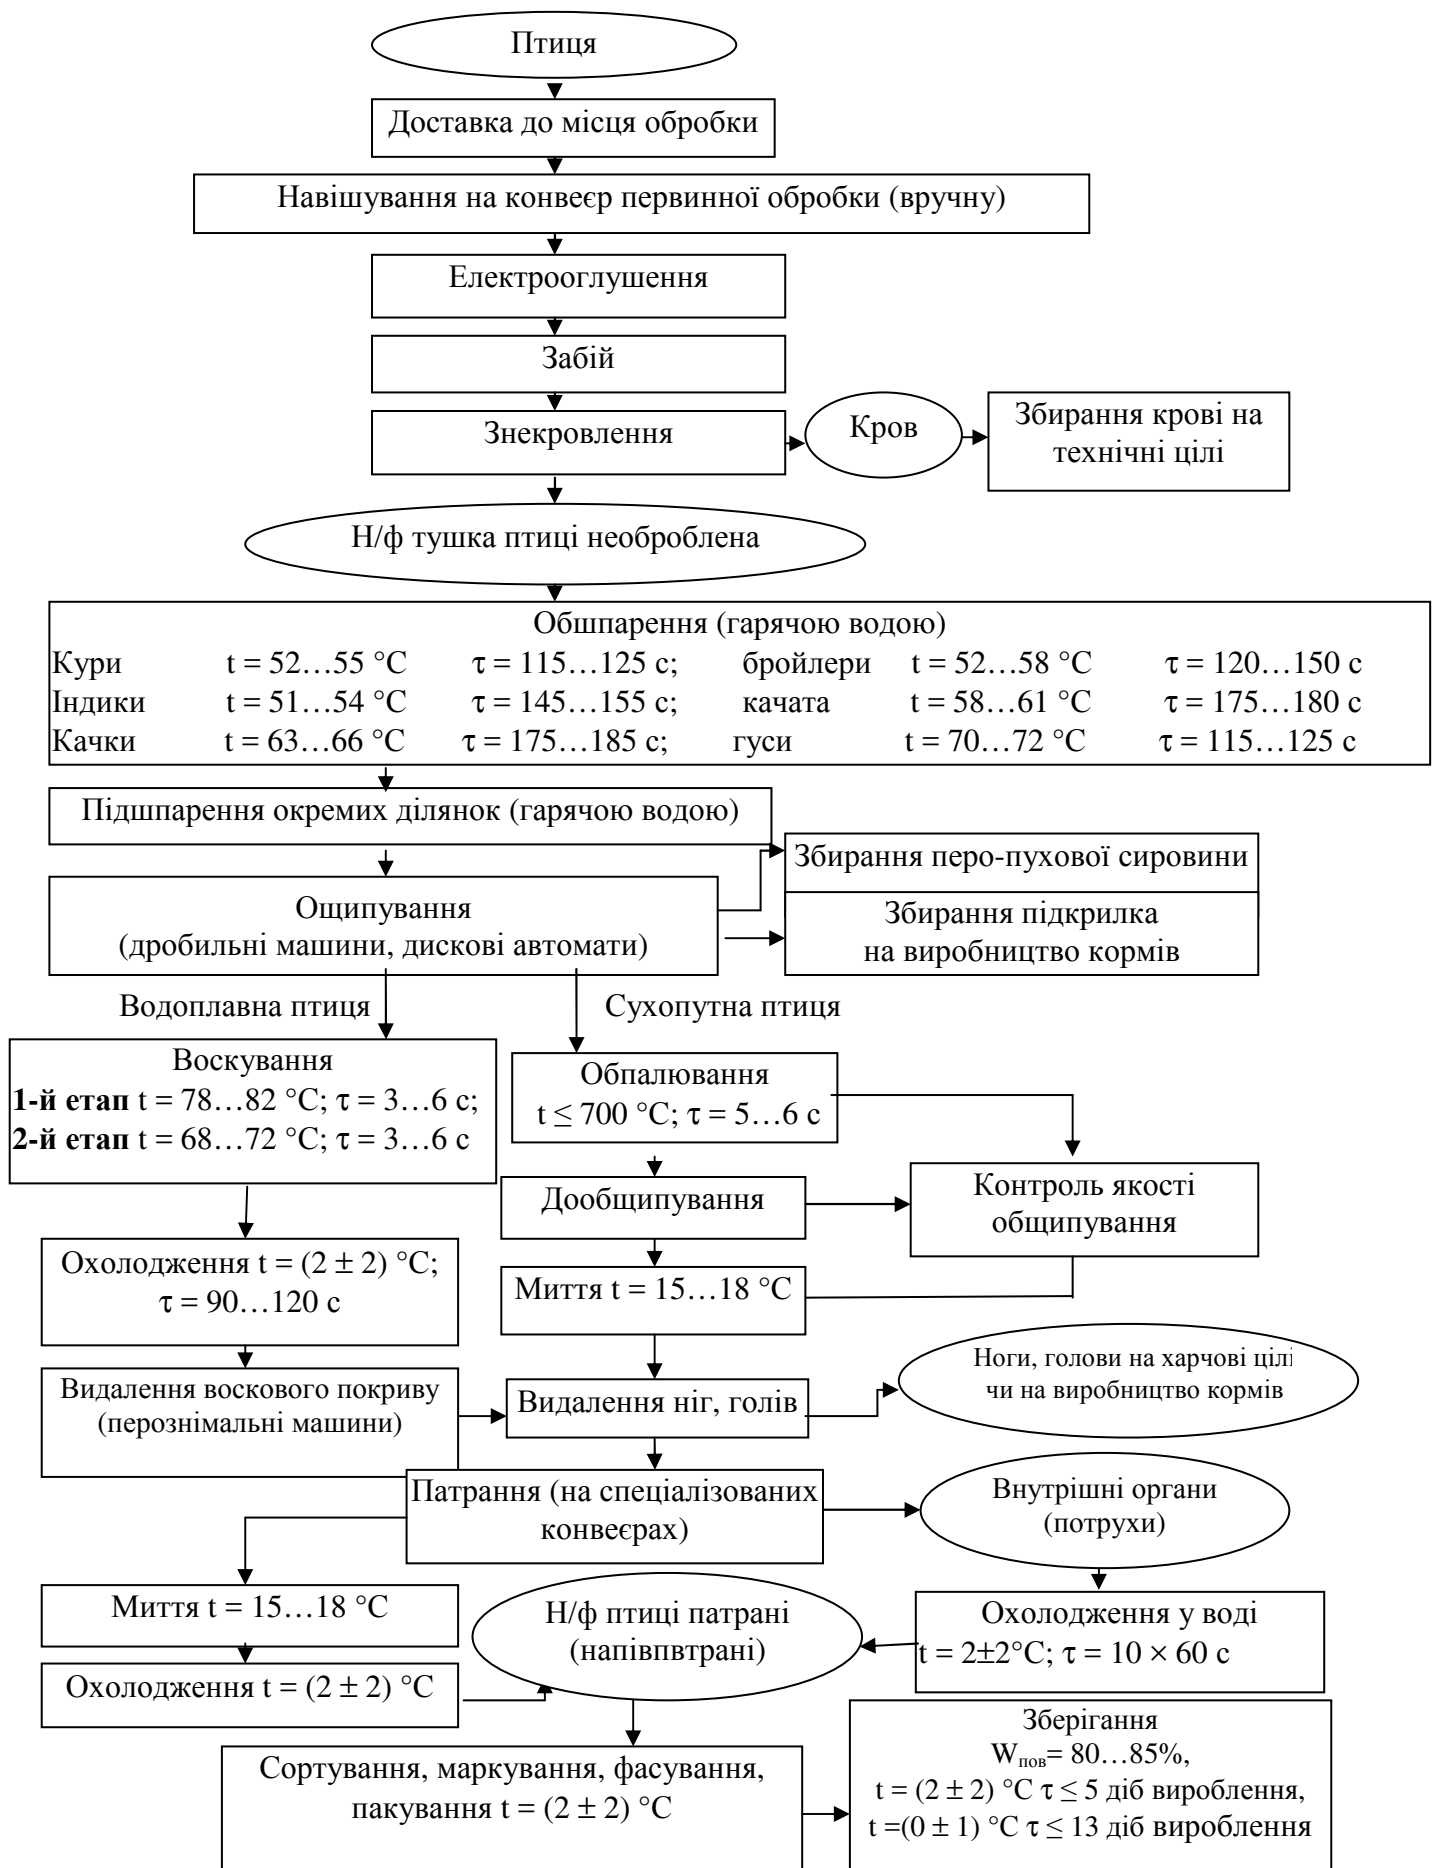 Птиця
Доставка до місця обробки
Навішування на конвеєр первинної обробки (вручну)
Електрооглушення
Забій
Знекровлення
Кров
Збирання крові на
технічні цілі
Н/ф тушка птиці необроблена
Обшпарення (гарячою водою)
Кури t = 52…55 °C τ = 115…125 с; бройлери t = 52…58 °C τ = 120…150 с
Індики t = 51…54 °C τ = 145…155 с; качата t = 58…61 °C τ = 175…180 с
Качки t = 63…66 °C τ = 175…185 с; гуси t = 70…72 °C τ = 115…125 с
Підшпарення окремих ділянок (гарячою водою)
Збирання перо-пухової сировини
Ощипування
(дробильні машини, дискові автомати)
Збирання підкрилка
на виробництво кормів
Водоплавна птиця
Сухопутна птиця
Воскування
1-й етап t = 78…82 °C; τ = 3…6 с;
2-й етап t = 68…72 °C; τ = 3…6 с
Обпалювання
t ≤ 700 °C; τ = 5…6 с
Дообщипування
Контроль якості
общипування
Охолодження t = (2 ± 2) °C;
τ = 90…120 с
Миття t = 15…18 °C
Видалення воскового покриву
(перознімальні машини)
Видалення ніг, голів
Ноги, голови на харчові цілі
чи на виробництво кормів
Патрання (на спеціалізованих
конвеєрах)
Внутрішні органи
(потрухи)
Миття t = 15…18 °C
Охолодження t = (2 ± 2) °C
Н/ф птиці патрані
(напівпвтрані)
Охолодження у воді
t = 2±2°C; τ = 10 × 60 с
Сортування, маркування, фасування,
пакування t = (2 ± 2) °C
Зберігання
Wпов= 80…85%,
t = (2 ± 2) °C τ ≤ 5 діб вироблення,
t =(0 ± 1) °C τ ≤ 13 діб вироблення